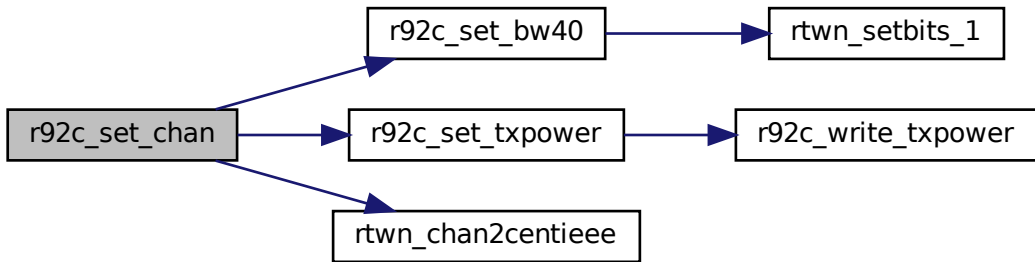 r92c_set_bw40
rtwn_setbits_1
r92c_set_chan
r92c_set_txpower
r92c_write_txpower
rtwn_chan2centieee